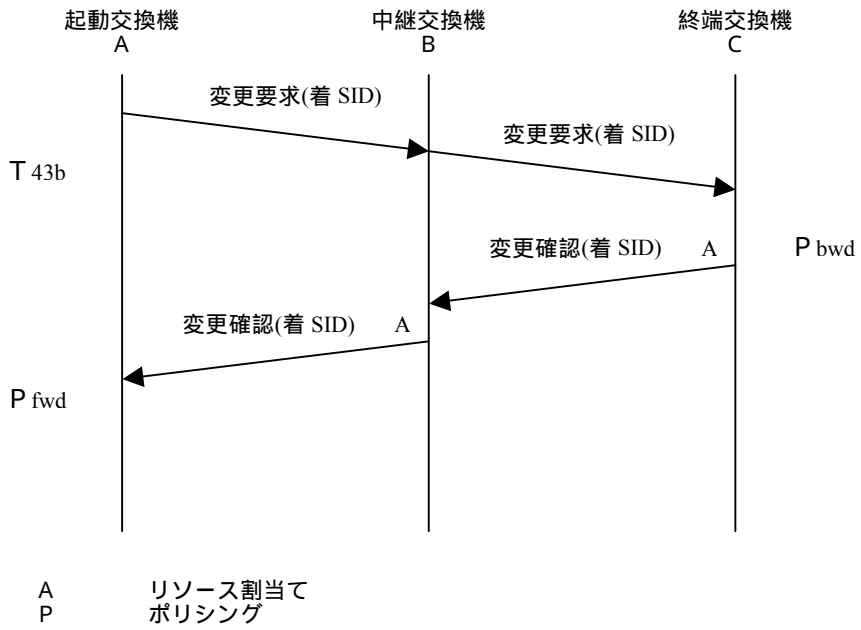 起動交換機 中継交換機 終端交換機
A B C
変更要求(着 SID)
変更要求(着 SID)
T 43b
変更確認(着 SID) A P bwd
変更確認(着 SID) A
P fwd
A リソース割当て
P ポリシング